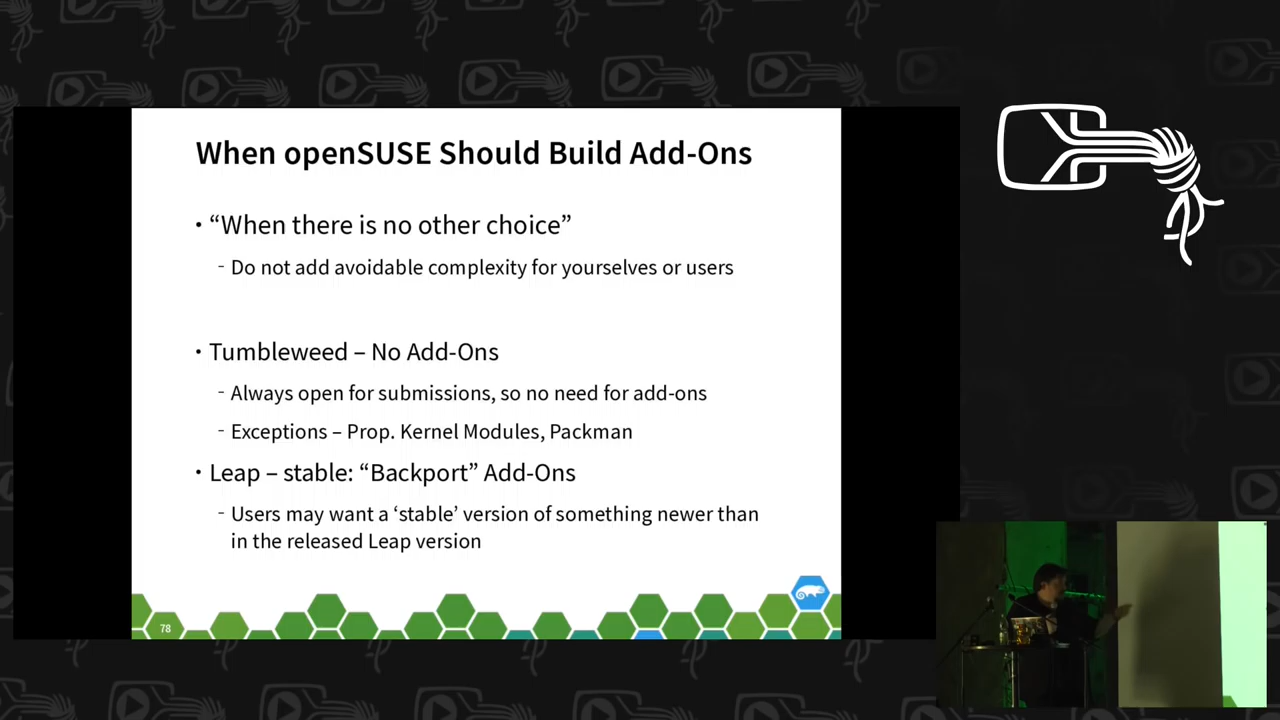 When openSUSE Should Build Add-Ons
• “When there is no other choice”
- Do not add avoidable complexity for yourselves or users
• Tumbleweed – No Add-Ons
- Always open for submissions, so no need for add-ons
- Exceptions – Prop. Kernel Modules, Packman
• Leap – stable: “Backport” Add-Ons
- Users may want a ‘stable’ version of something newer than
in the released Leap version
78